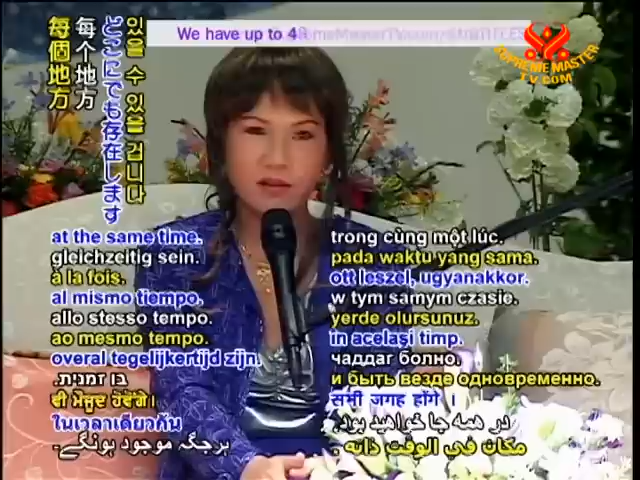 We have up to 4
SUPREME MASTER
TV.COM
있을 수 있을 겁니다
どこにでも存在します
每个地方
每個地方
at the same time.
gleichzeitig sein.
à la fois.
al mismo tiempo.
allo stesso tempo.
ao mesmo tempo.
overal tegelijkertijd zijn.
בו זמנית.
ਵੀ ਮੌਜੂਦ ਹੋਵੋਂਗੇ।
ในเวลาเดียวกัน
ہرجگہ موجود ہونگے-
trong cùng một lúc.
pada waktu yang sama.
ott leszel, ugyanakkor.
w tym samym czasie.
yerde olursunuz.
în acelaşi timp.
чаддаг болно.
и быть везде одновременно.
सभी जगह होंगे ।
در همه جا خواهید بود.
مكان في الوقت ذاته -